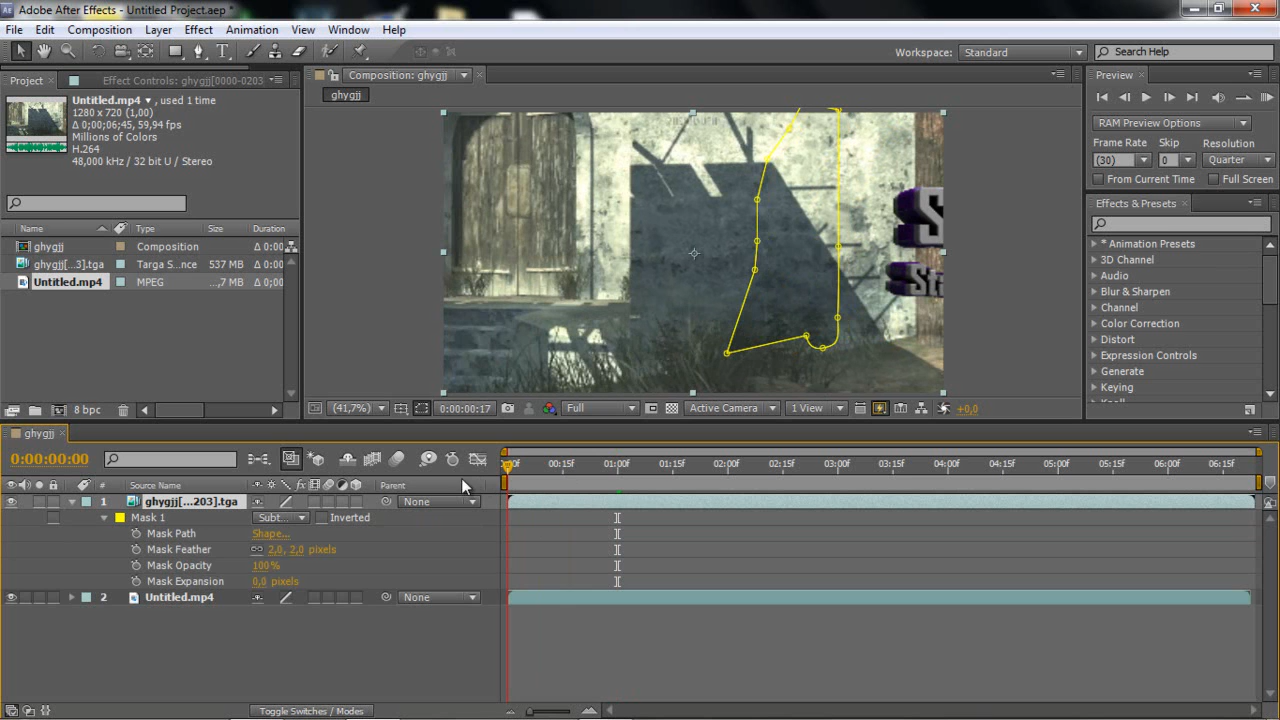 Adobe After Effects - Untitled Project.aep *
File Edit Composition Layer Effect Animation View Window Help
Workspace: Standard Search Help
Project Effect Controls: ghygjj[0000-0203 Composition: ghygjj Preview
ghygjj
Untitled.mp4 , used 1 time
1280 x 720 (1,00)
Δ 0;00;06;45, 59,94 fps
Millions of Colors
H.264
48,000 kHz / 32 bit U / Stereo
RAM Preview Options
Frame Rate Skip Resolution
(30) 0 Quarter
From Current Time Full Screen
Effects & Presets
* Animation Presets
3D Channel
Audio
Blur & Sharpen
Channel
Color Correction
Distort
Expression Controls
Generate
Keying
Name Type Size Duration
ghygjj Composition Δ 0:00
ghygjj[...3].tga Targa S...nce 537 MB Δ 0:00
Untitled.mp4 MPEG ...,7 MB Δ 0;00
8 bpc
(41,7%) 0:00:00:17 Full Active Camera 1 View +0,0
ghygjj
0:00:00:00
00:15f 01:00f 01:15f 02:00f 02:15f 03:00f 03:15f 04:00f 04:15f 05:00f 05:15f 06:00f 06:15f
# Source Name Parent
1 ghygjj[...203].tga None
Mask 1 Subt... Inverted
Mask Path Shape...
Mask Feather 2,0, 2,0 pixels
Mask Opacity 100%
Mask Expansion 0,0 pixels
2 Untitled.mp4 None
Toggle Switches / Modes